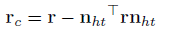 𝐫_c = 𝐫 − 𝐧_{ht}^⊤ 𝐫 𝐧_{ht}